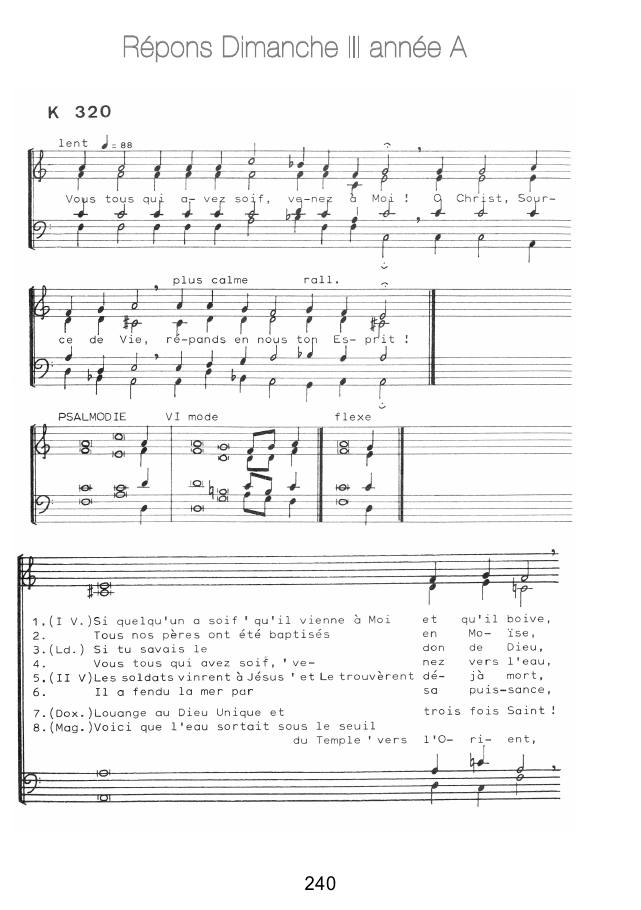 Répons Dimanche III année A
K 320
lent ♩= 88
Vous tous qui a- vez soif, ve-nez à Moi ! O Christ, Sour-
plus calme rall.
ce de Vie, ré-pands en nous ton Es- prit !
PSALMODIE VI mode flexe
1.(I V.)Si quelqu'un a soif ' qu'il vienne à Moi et qu'il boive,
2. Tous nos pères ont été baptisés en Mo- ïse,
3.(Ld.) Si tu savais le don de Dieu,
4. Vous tous qui avez soif, ' ve- nez vers l'eau,
5.(II V)Les soldats vinrent à Jésus ' et Le trouvèrent dé- jà mort,
6. Il a fendu la mer par sa puis-sance,
7.(Dox.)Louange au Dieu Unique et trois fois Saint !
8.(Mag.)Voici que l'eau sortait sous le seuil
du Temple ' vers l'O- ri- ent,
240